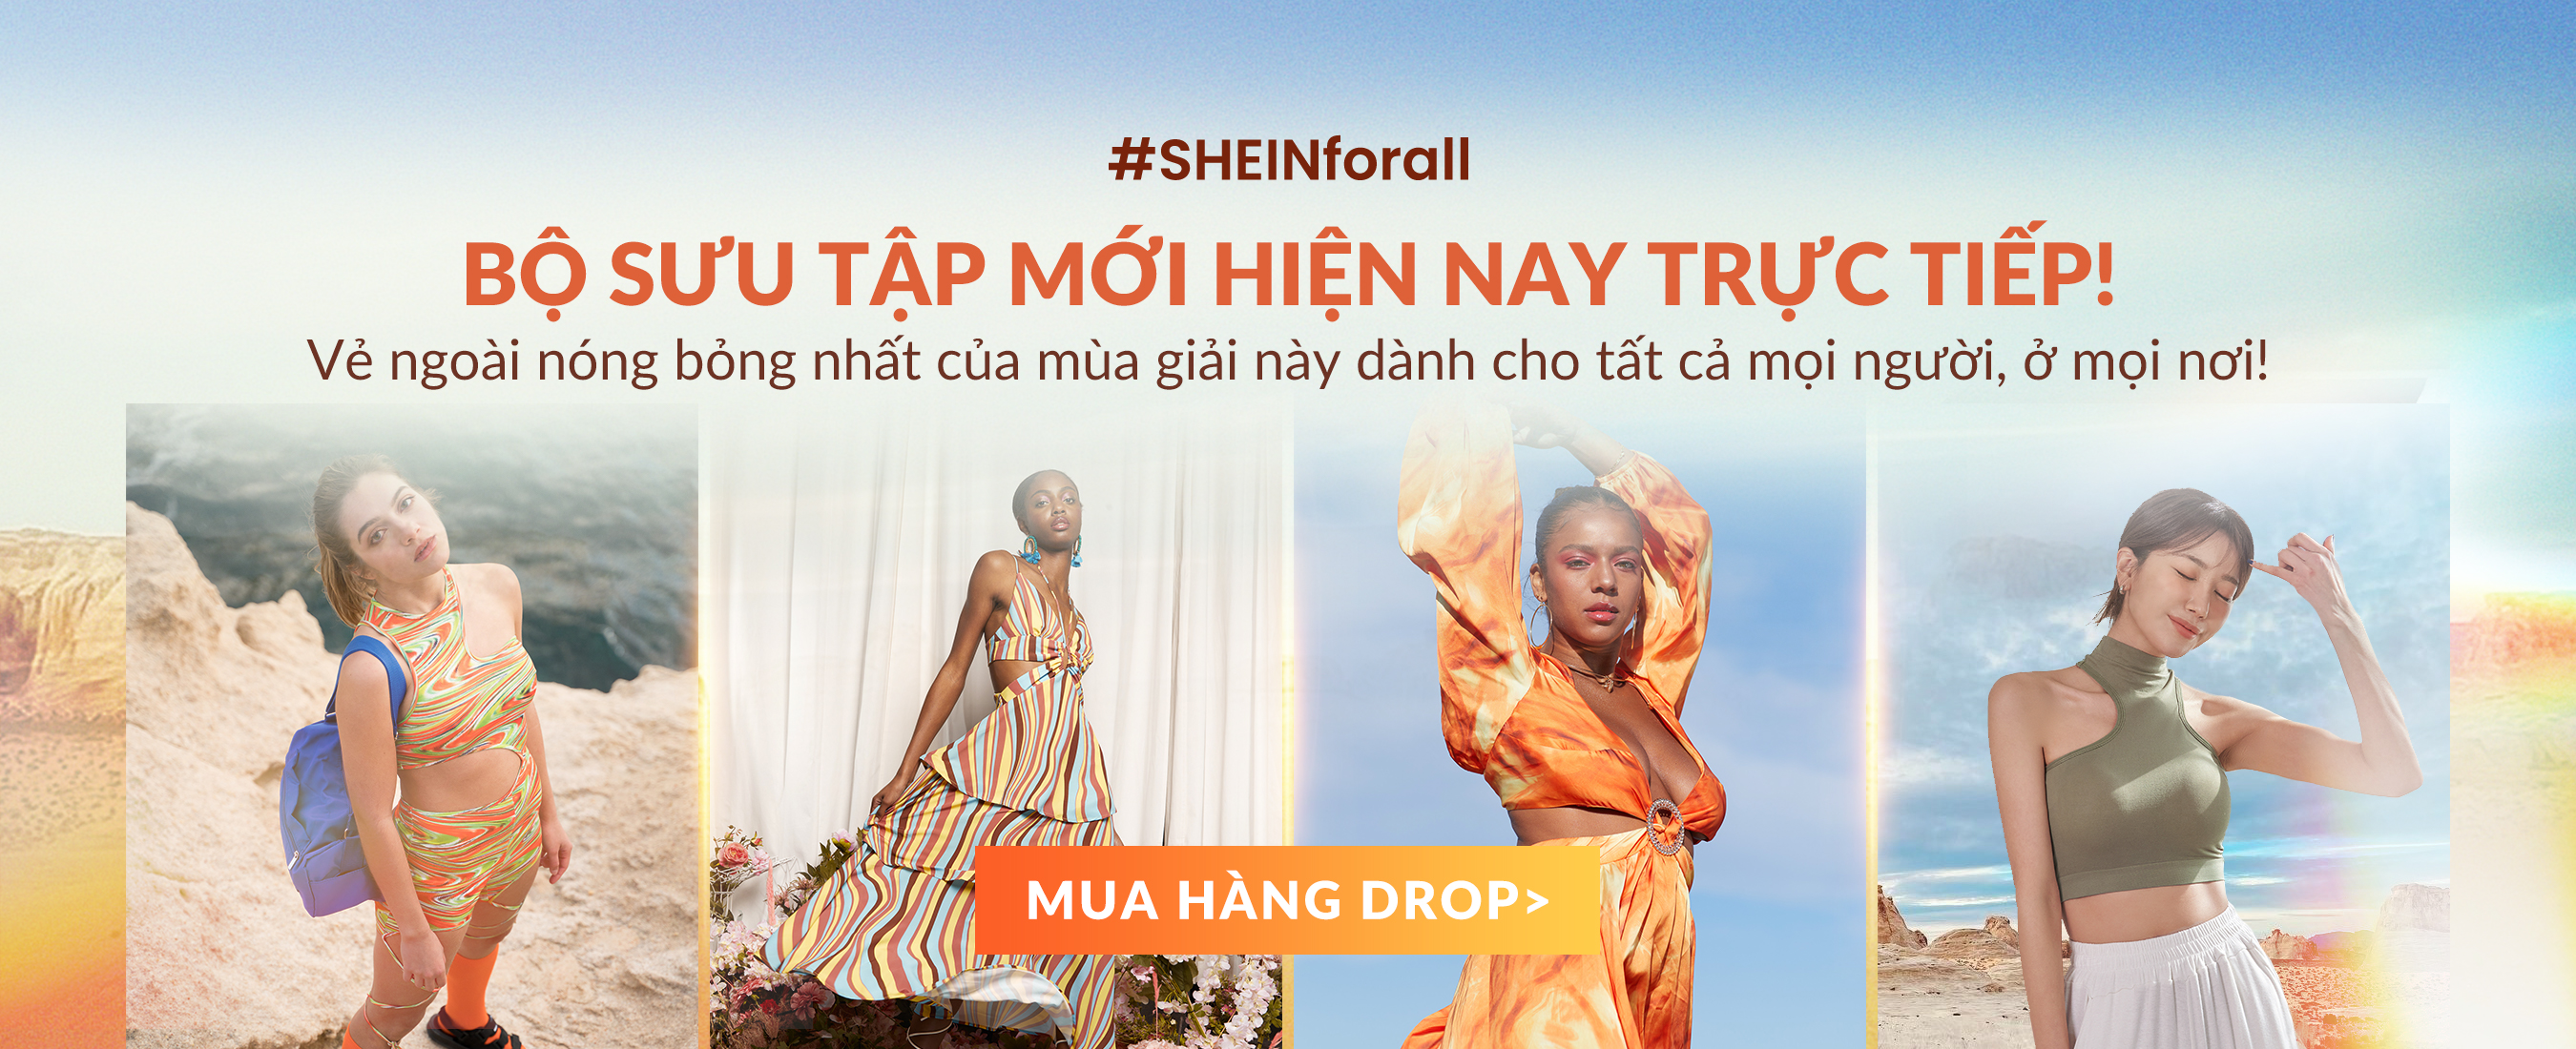 #SHEINforall
BỘ SƯU TẬP MỚI HIỆN NAY TRỰC TIẾP!
Vẻ ngoài nóng bỏng nhất của mùa giải này dành cho tất cả mọi người, ở mọi nơi!
MUA HÀNG DROP>